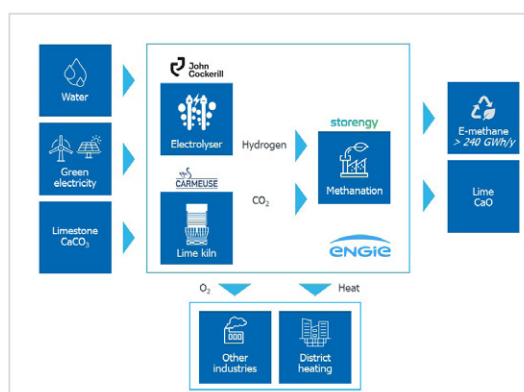 John
Cockerill
Water
Electrolyser
Hydrogen
storengy
Methanation
E-methane
> 240 GWh/y
Green
electricity
CARMEUSE
CO₂
Limestone
CaCO₃
Lime kiln
ENGIE
Lime
CaO
O₂
Heat
Other
industries
District
heating